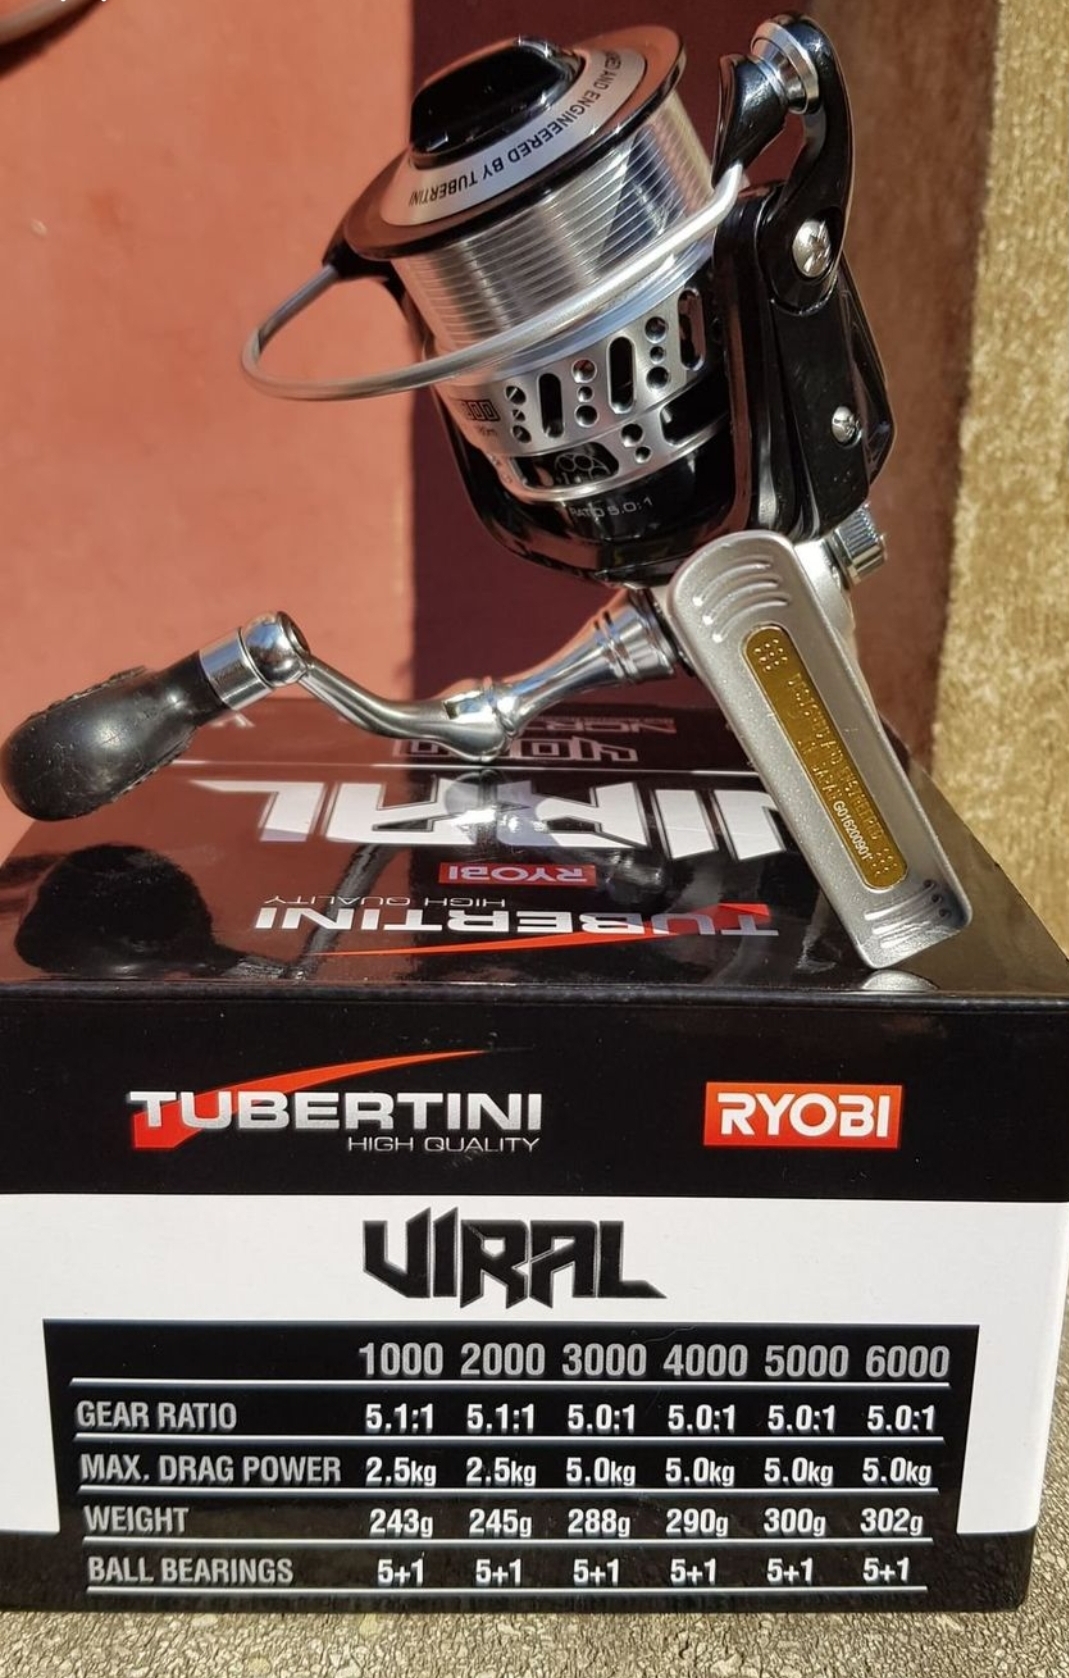 NED AND ENGINEERED BY TUBERTINI
RATIO 5.0:1
G016200901
4000
VIRAL
RYOBI
HIGH QUALITY
TUBERTINI
TUBERTINI
HIGH QUALITY
RYOBI
VIRAL
1000 2000 3000 4000 5000 6000
GEAR RATIO 5.1:1 5.1:1 5.0:1 5.0:1 5.0:1 5.0:1
MAX. DRAG POWER 2.5kg 2.5kg 5.0kg 5.0kg 5.0kg 5.0kg
WEIGHT 243g 245g 288g 290g 300g 302g
BALL BEARINGS 5+1 5+1 5+1 5+1 5+1 5+1